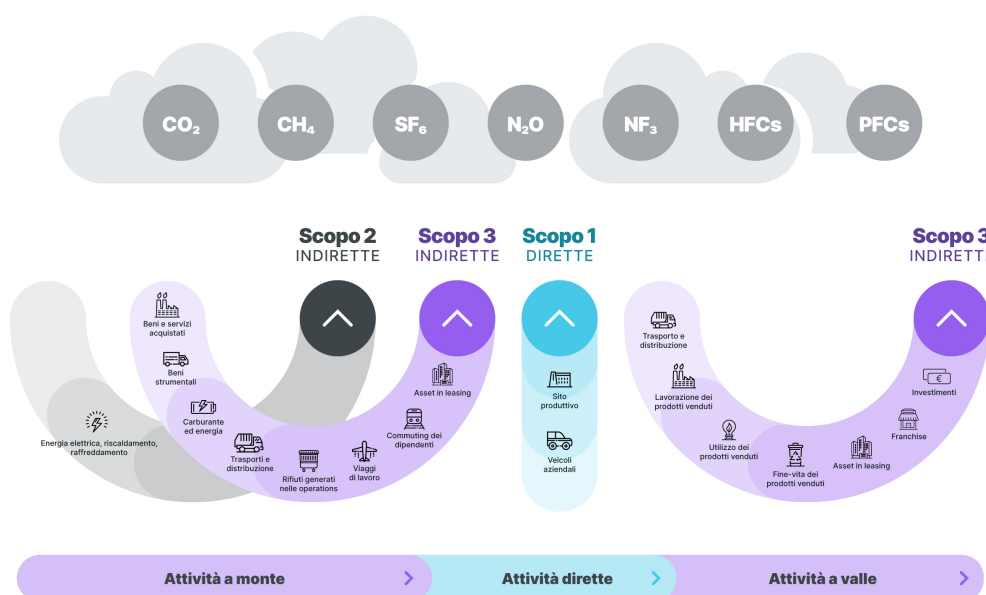 CO₂
CH₄
SF₆
N₂O
NF₃
HFCs
PFCs
Scopo 2
INDIRETTE
Scopo 3
INDIRETTE
Scopo 1
DIRETTE
Scopo 3
INDIRETTE
Energia elettrica, riscaldamento,
raffreddamento
Beni e servizi
acquistati
Beni
strumentali
Carburante
ed energia
Trasporti e
distribuzione
Rifiuti generati
nelle operations
Viaggi
di lavoro
Commuting dei
dipendenti
Asset in leasing
Sito
produttivo
Veicoli
aziendali
Trasporto e
distribuzione
Lavorazione dei
prodotti venduti
Utilizzo dei
prodotti venduti
Fine-vita dei
prodotti venduti
Asset in leasing
Franchise
€
Investimenti
Attività a monte
Attività dirette
Attività a valle